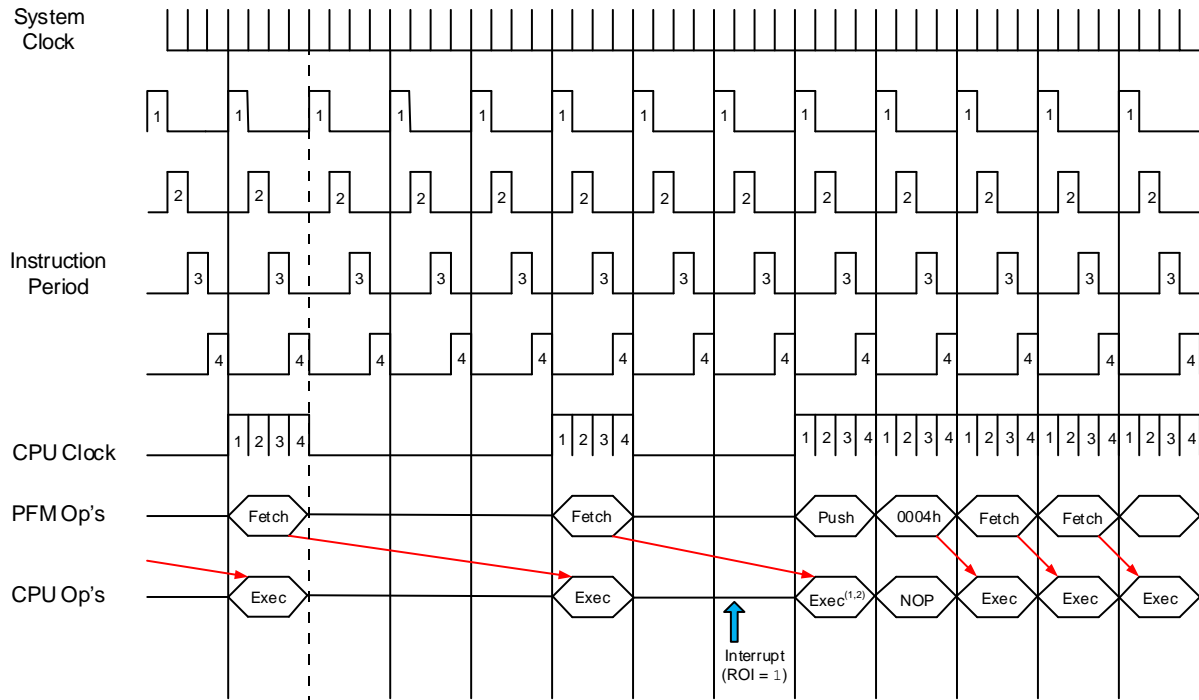 System
Clock
1 1 1 1 1 1 1 1 1 1 1 1 1
2 2 2 2 2 2 2 2 2 2 2 2 2
Instruction
Period
3 3 3 3 3 3 3 3 3 3 3 3 3
4 4 4 4 4 4 4 4 4 4 4 4 4
CPU Clock
1 2 3 4 1 2 3 4 1 2 3 4 1 2 3 4 1 2 3 4 1 2 3 4 1 2 3 4
PFM Op's
Fetch Fetch Push 0004h Fetch Fetch
CPU Op's
Exec Exec Exec(1,2) NOP Exec Exec Exec
Interrupt
(ROI = 1)